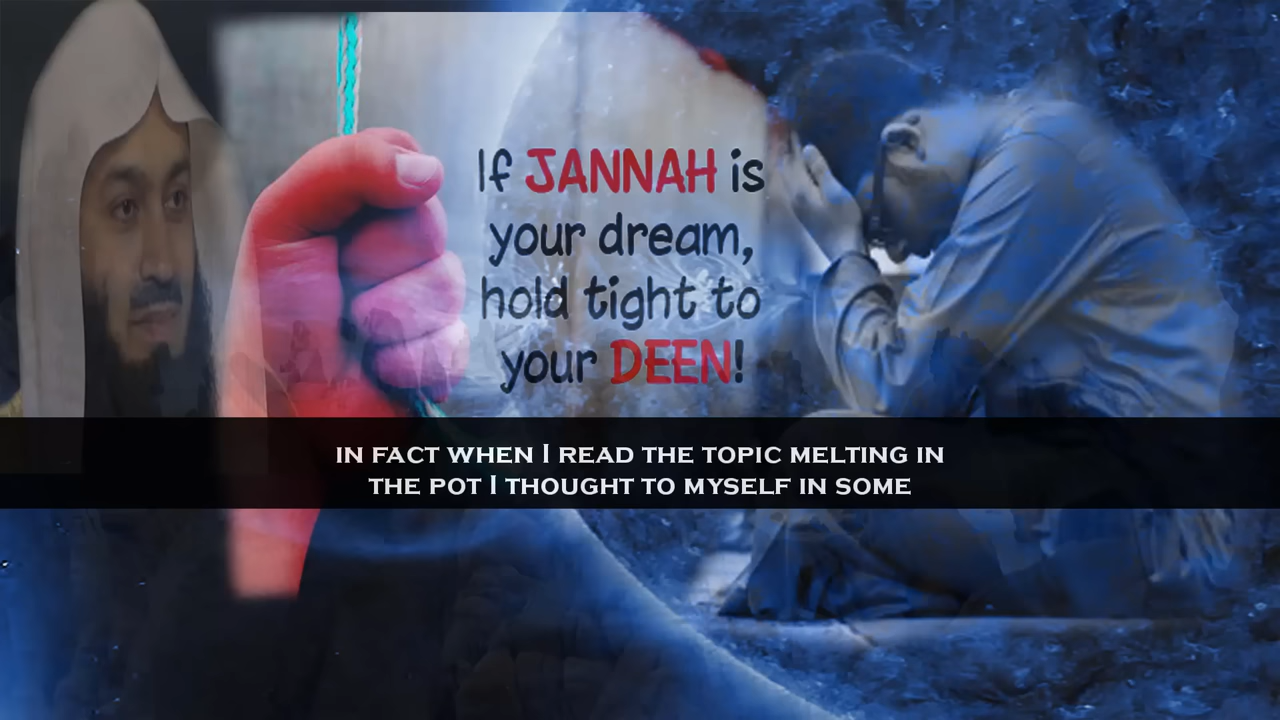 If JANNAH is
your dream,
hold tight to
your DEEN!
IN FACT WHEN I READ THE TOPIC MELTING IN
THE POT I THOUGHT TO MYSELF IN SOME